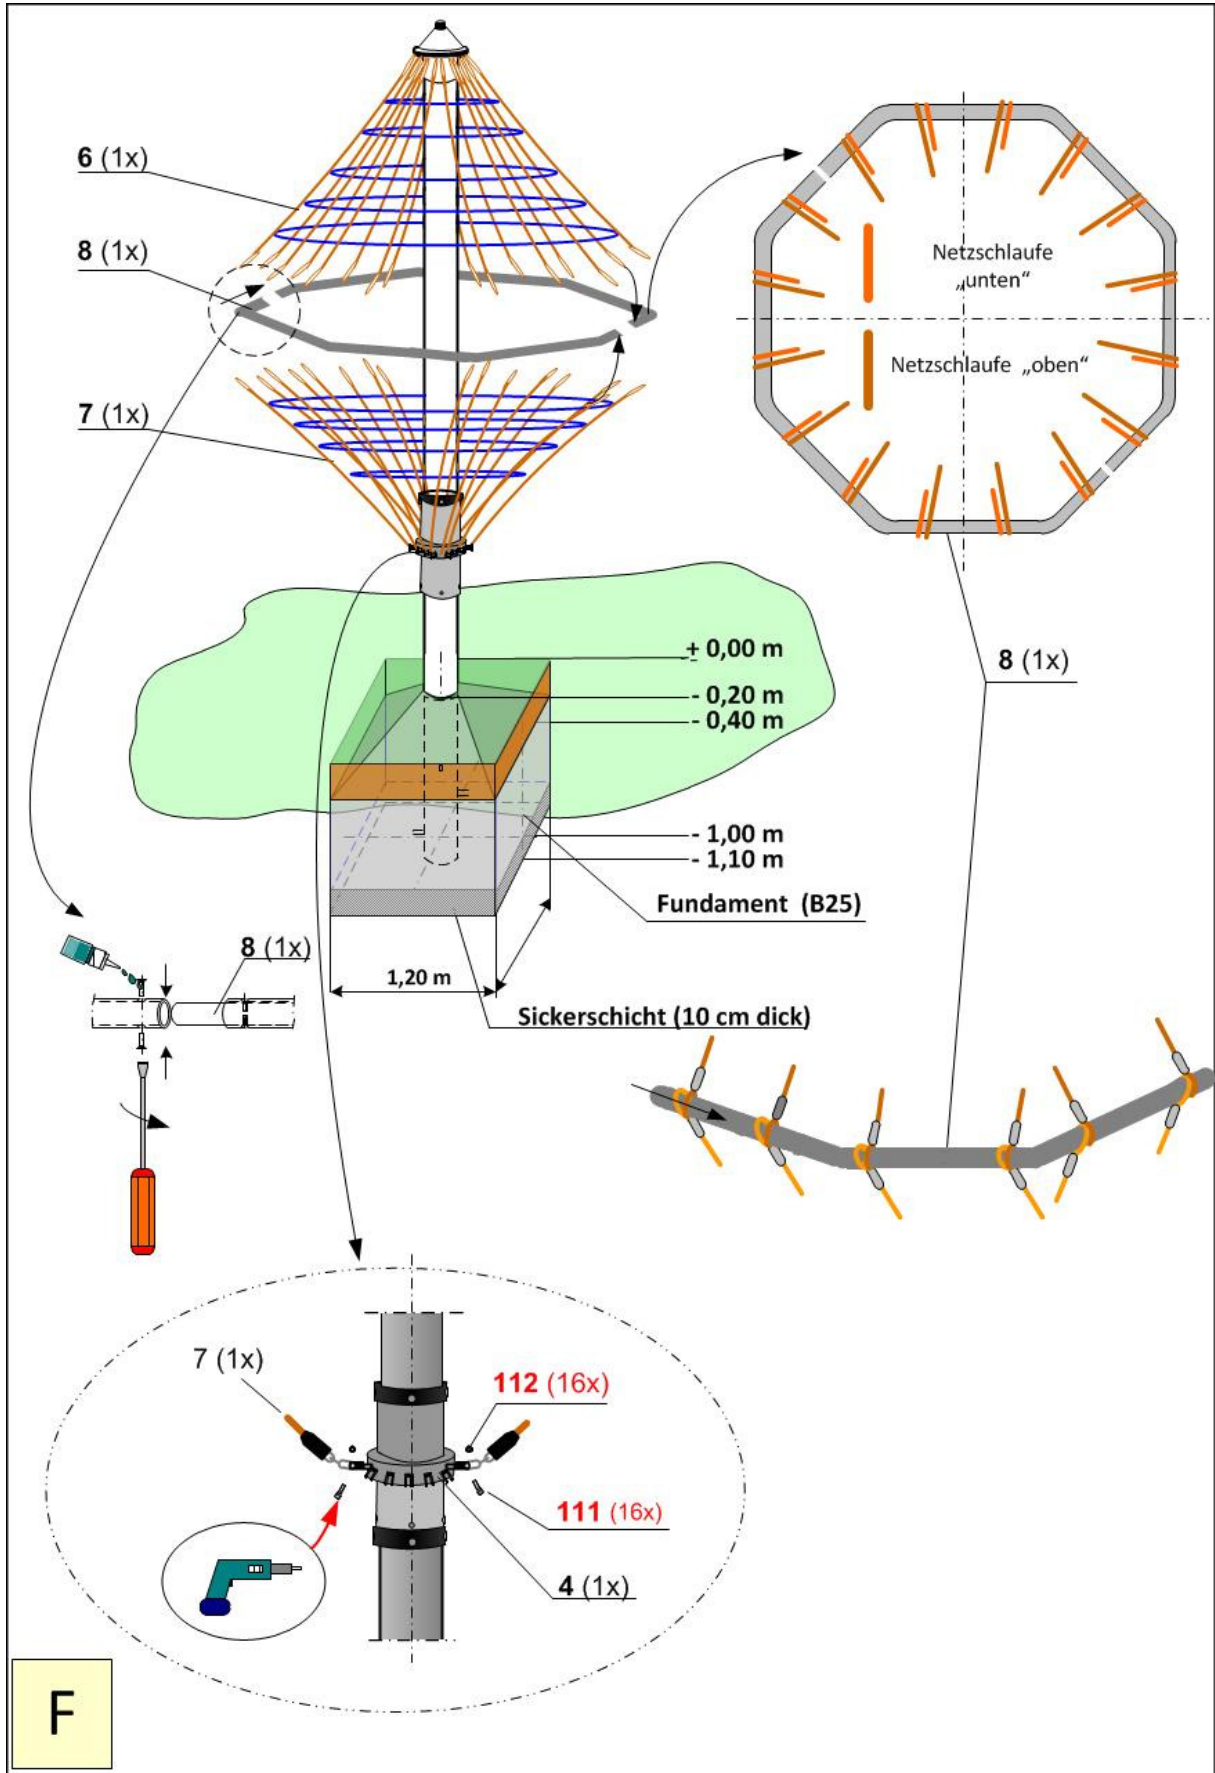 6 (1x)
8 (1x)
7 (1x)
Netzschlaufe
„unten“
Netzschlaufe „oben“
8 (1x)
+ 0,00 m
- 0,20 m
- 0,40 m
- 1,00 m
- 1,10 m
Fundament (B25)
1,20 m
Sickerschicht (10 cm dick)
8 (1x)
7 (1x)
112 (16x)
111 (16x)
4 (1x)
F